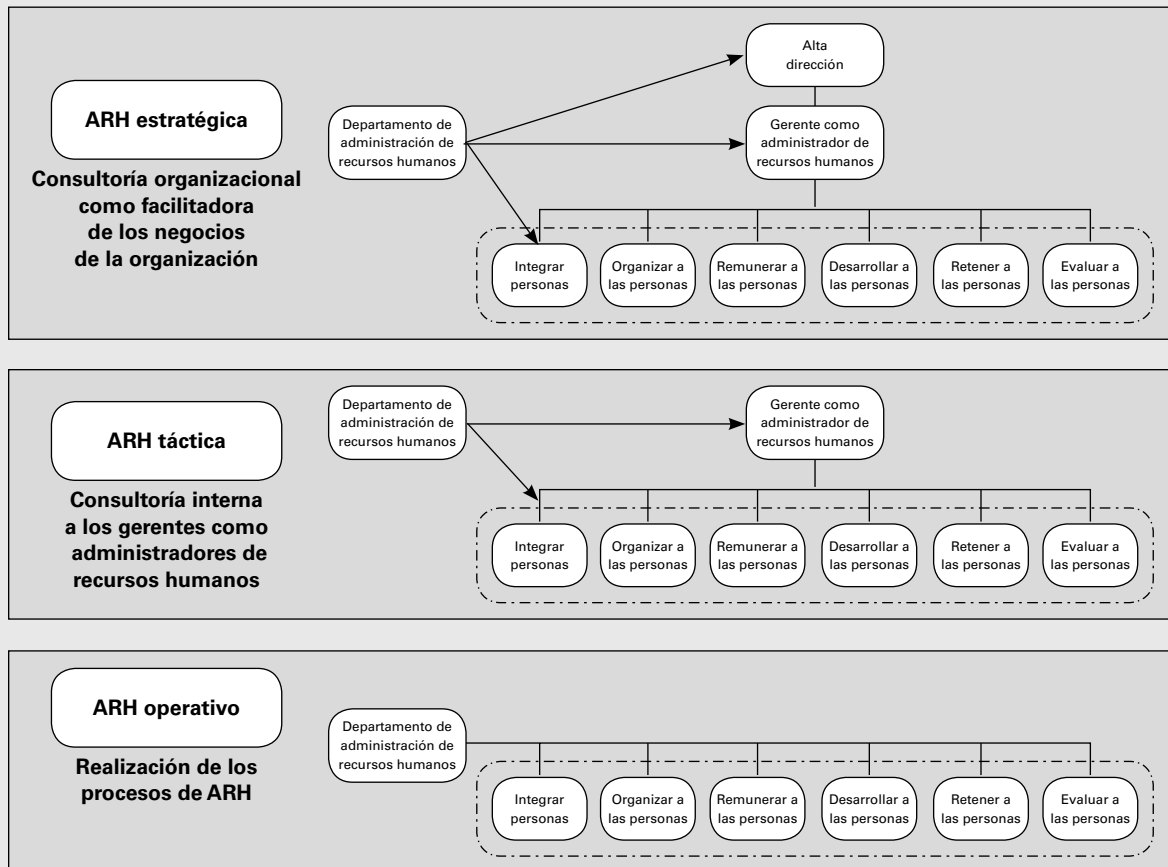 ARH estratégica
Consultoría organizacional
como facilitadora
de los negocios
de la organización
Departamento de
administración de
recursos humanos
Alta
dirección
Gerente como
administrador de
recursos humanos
Integrar
personas
Organizar a
las personas
Remunerar a
las personas
Desarrollar a
las personas
Retener a
las personas
Evaluar a
las personas
ARH táctica
Consultoría interna
a los gerentes como
administradores de
recursos humanos
Departamento de
administración de
recursos humanos
Gerente como
administrador de
recursos humanos
Integrar
personas
Organizar a
las personas
Remunerar a
las personas
Desarrollar a
las personas
Retener a
las personas
Evaluar a
las personas
ARH operativo
Realización de los
procesos de ARH
Departamento de
administración de
recursos humanos
Integrar
personas
Organizar a
las personas
Remunerar a
las personas
Desarrollar a
las personas
Retener a
las personas
Evaluar a
las personas